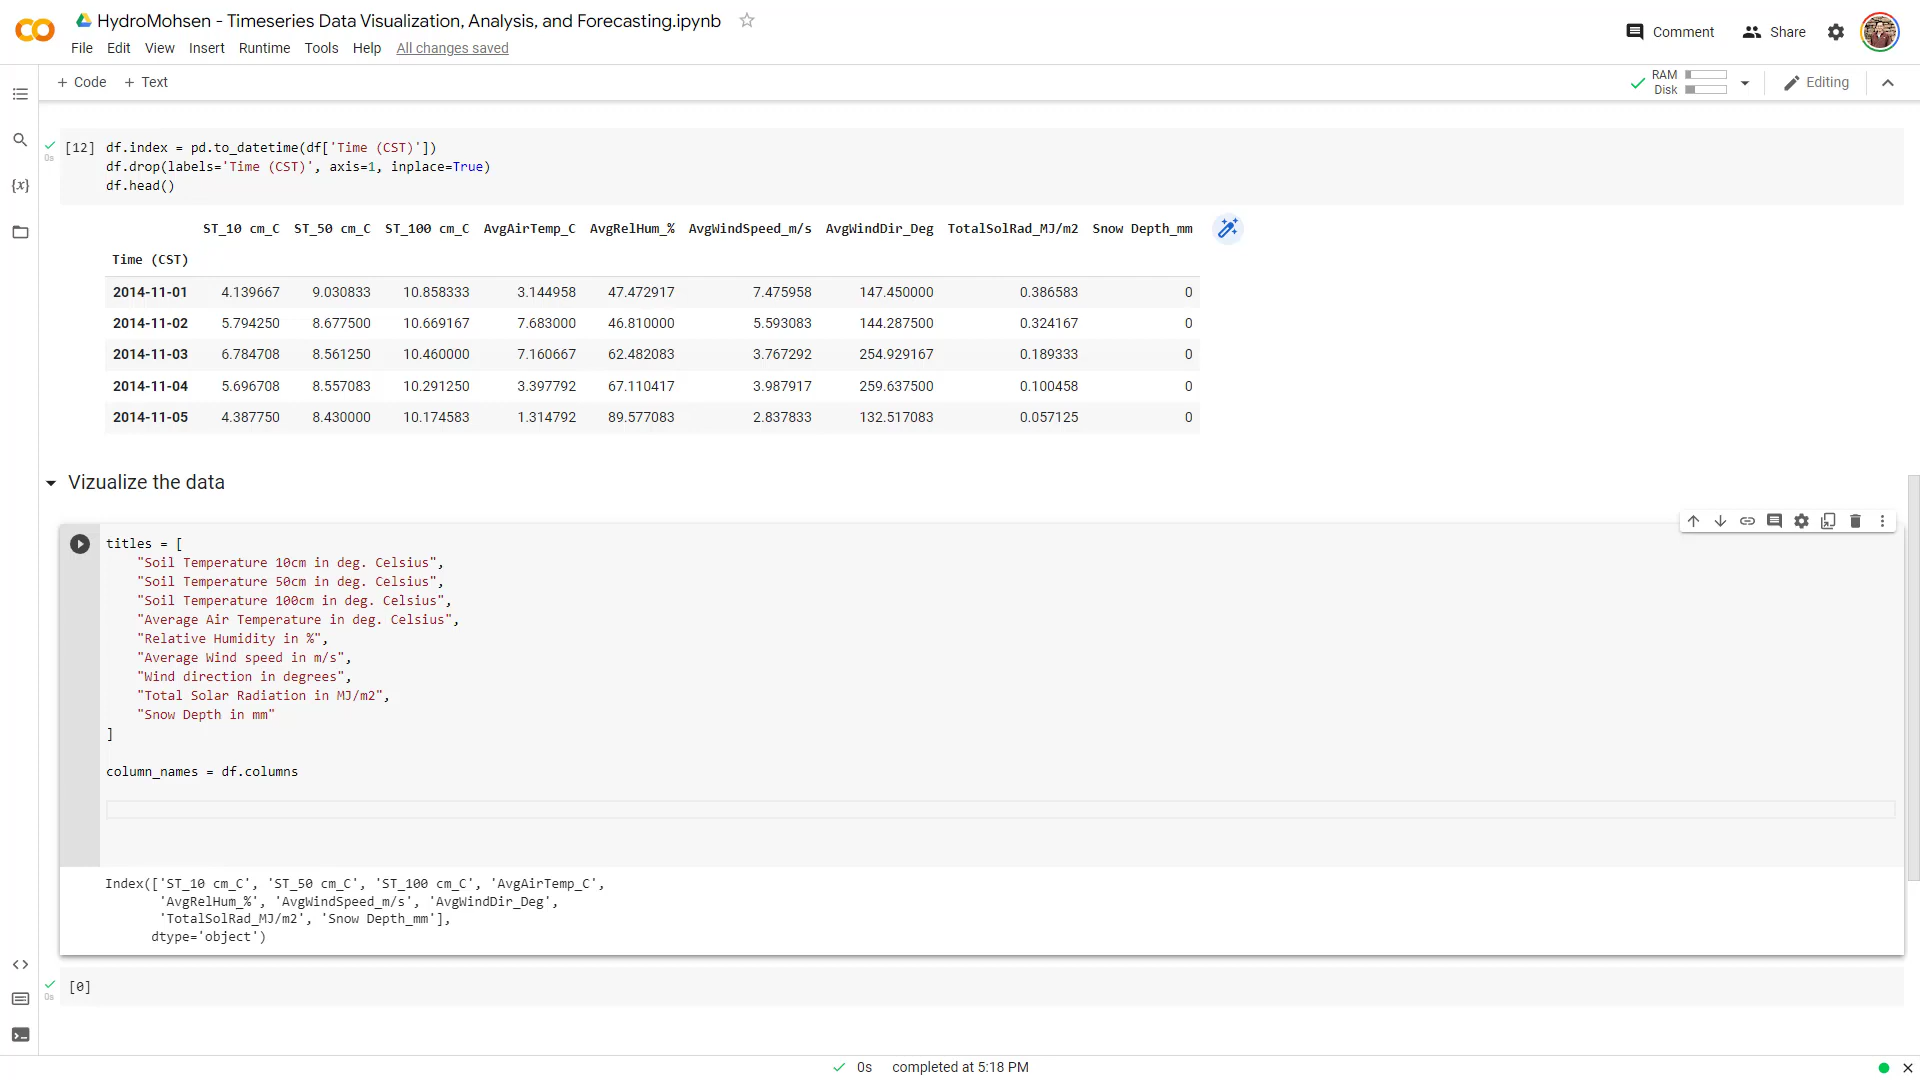 HydroMohsen - Timeseries Data Visualization, Analysis, and Forecasting.ipynb
File Edit View Insert Runtime Tools Help All changes saved
Comment Share
+ Code + Text
RAM
Disk
Editing
[12] df.index = pd.to_datetime(df['Time (CST)'])
0s
df.drop(labels='Time (CST)', axis=1, inplace=True)
df.head()
{x}
ST_10 cm_C ST_50 cm_C ST_100 cm_C AvgAirTemp_C AvgRelHum_% AvgWindSpeed_m/s AvgWindDir_Deg TotalSolRad_MJ/m2 Snow Depth_mm
Time (CST)
2014-11-01 4.139667 9.030833 10.858333 3.144958 47.472917 7.475958 147.450000 0.386583 0
2014-11-02 5.794250 8.677500 10.669167 7.683000 46.810000 5.593083 144.287500 0.324167 0
2014-11-03 6.784708 8.561250 10.460000 7.160667 62.482083 3.767292 254.929167 0.189333 0
2014-11-04 5.696708 8.557083 10.291250 3.397792 67.110417 3.987917 259.637500 0.100458 0
2014-11-05 4.387750 8.430000 10.174583 1.314792 89.577083 2.837833 132.517083 0.057125 0
Vizualize the data
titles = [
"Soil Temperature 10cm in deg. Celsius",
"Soil Temperature 50cm in deg. Celsius",
"Soil Temperature 100cm in deg. Celsius",
"Average Air Temperature in deg. Celsius",
"Relative Humidity in %",
"Average Wind speed in m/s",
"Wind direction in degrees",
"Total Solar Radiation in MJ/m2",
"Snow Depth in mm"
]
column_names = df.columns
Index(['ST_10 cm_C', 'ST_50 cm_C', 'ST_100 cm_C', 'AvgAirTemp_C',
'AvgRelHum_%', 'AvgWindSpeed_m/s', 'AvgWindDir_Deg',
'TotalSolRad_MJ/m2', 'Snow Depth_mm'],
dtype='object')
[0]
0s
0s completed at 5:18 PM